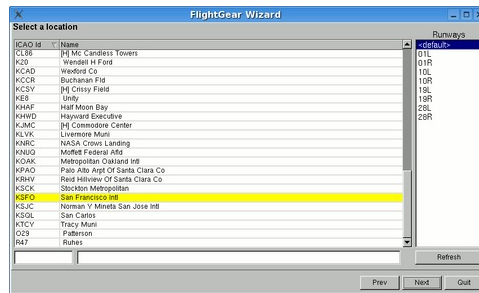 FlightGear Wizard
Select a location
ICAO Id Name
CL86 [H] Mc Candless Towers
K20 Wendell H Ford
KCAD Wexford Co
KCCR Buchanan Fld
KCSY [H] Crissy Field
KE8 Unity
KHAF Half Moon Bay
KHWD Hayward Executive
KJMC [H] Commodore Center
KLVK Livermore Muni
KNRC NASA Crows Landing
KNUQ Moffett Federal Afld
KOAK Metropolitan Oakland Intl
KPAO Palo Alto Arpt Of Santa Clara Co
KRHV Reid Hillview Of Santa Clara Co
KSCK Stockton Metropolitan
KSFO San Francisco Intl
KSJC Norman Y Mineta San Jose Intl
KSQL San Carlos
KTCY Tracy Muni
O29 Patterson
R47 Ruhes
Runways
<default>
01L
01R
10L
10R
19L
19R
28L
28R
Refresh
Prev Next Quit